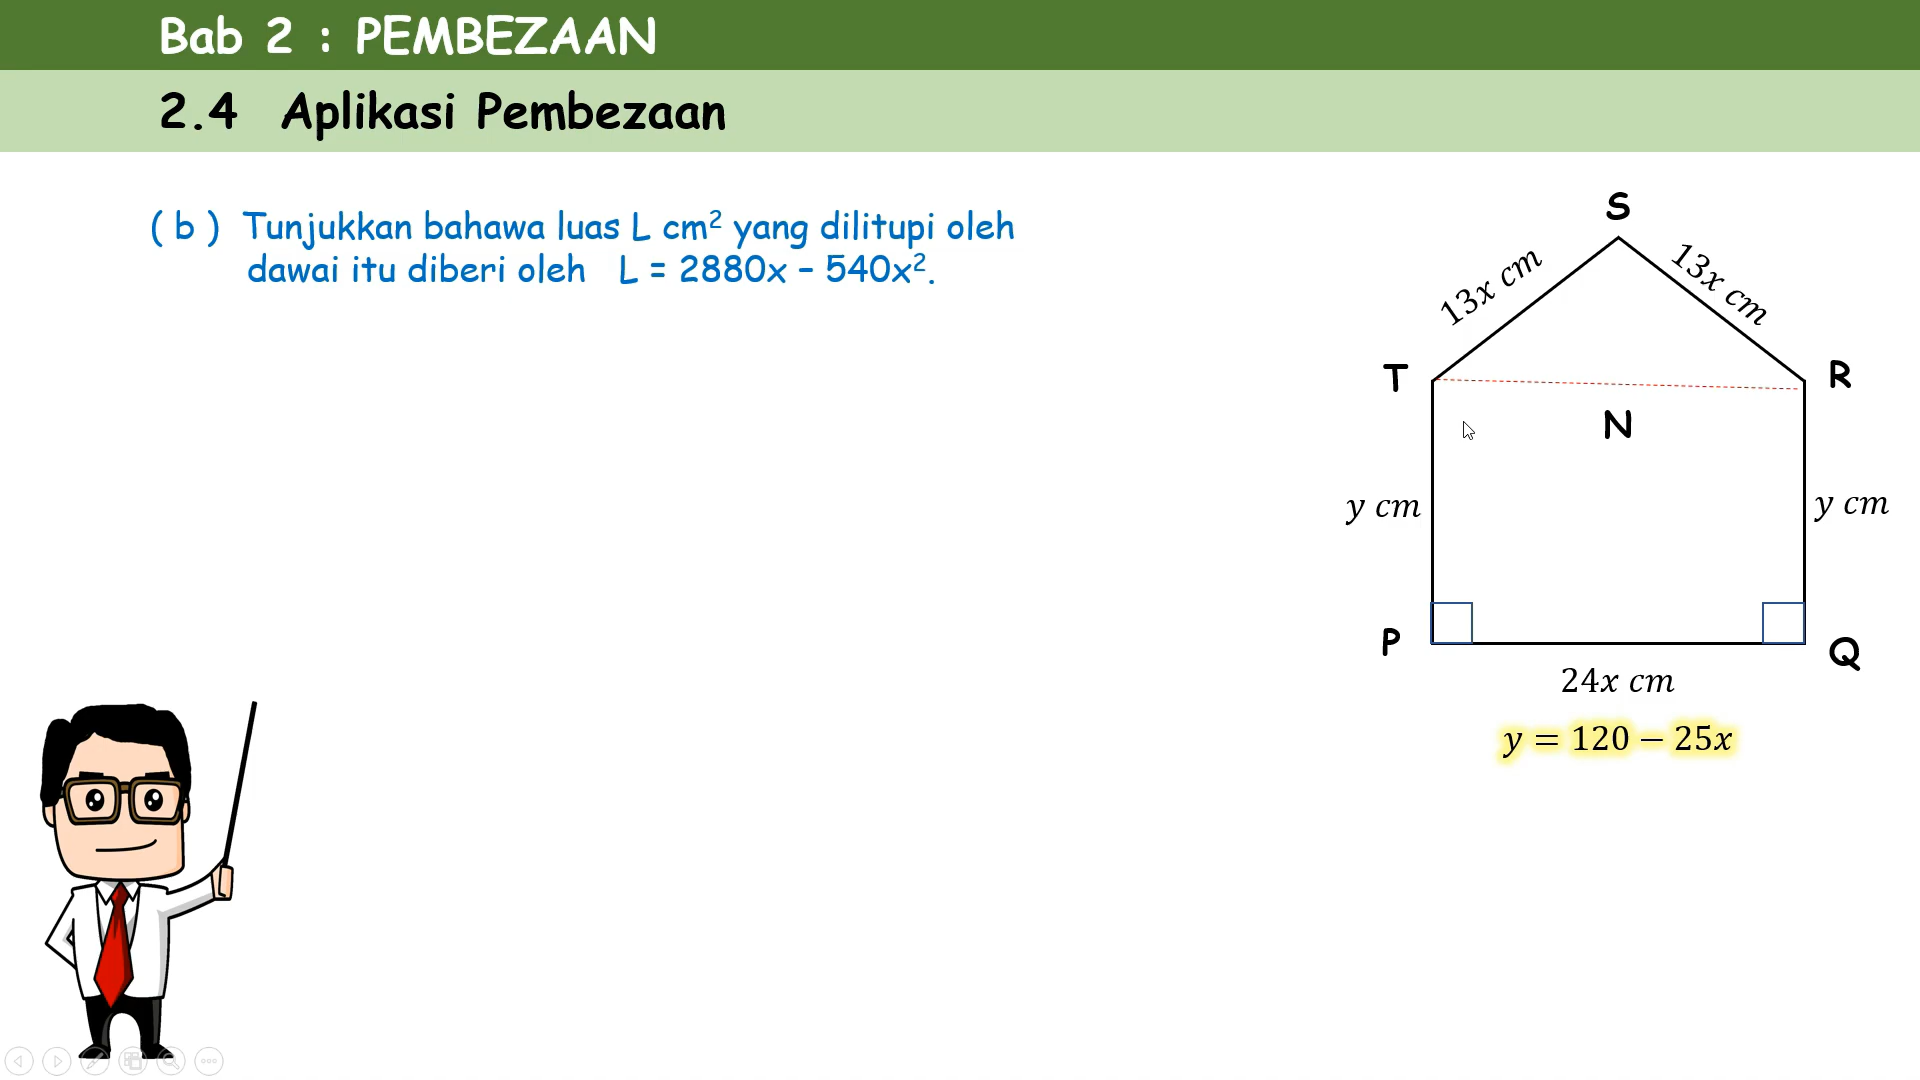 Bab 2 : PEMBEZAAN
2.4 Aplikasi Pembezaan
( b ) Tunjukkan bahawa luas L cm² yang dilitupi oleh
dawai itu diberi oleh L = 2880x – 540x².
S
13x cm
13x cm
T
R
N
y cm
y cm
P
Q
24x cm
y = 120 − 25x